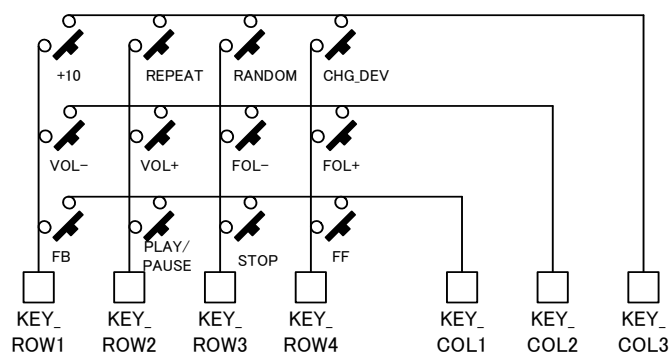 +10 REPEAT RANDOM CHG_DEV
VOL- VOL+ FOL- FOL+
FB PLAY/
PAUSE STOP FF
KEY_ KEY_ KEY_ KEY_ KEY_ KEY_ KEY_
ROW1 ROW2 ROW3 ROW4 COL1 COL2 COL3